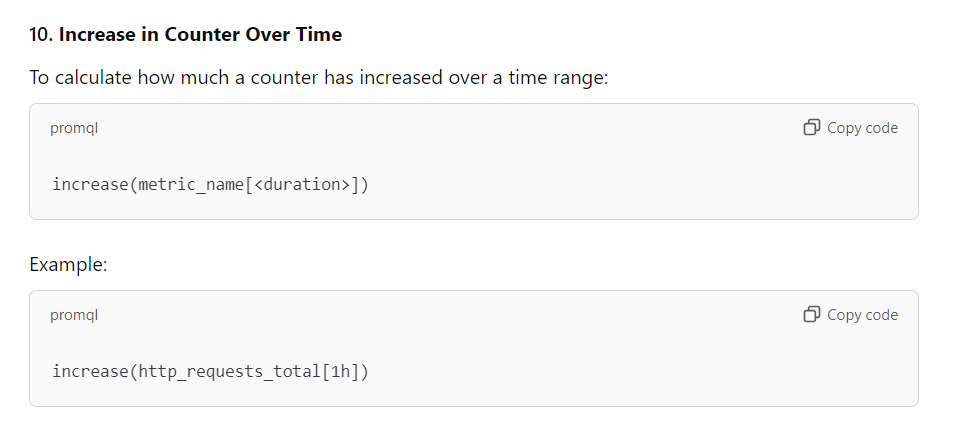 10. Increase in Counter Over Time
To calculate how much a counter has increased over a time range:
promql
Copy code
increase(metric_name[<duration>])
Example:
promql
Copy code
increase(http_requests_total[1h])